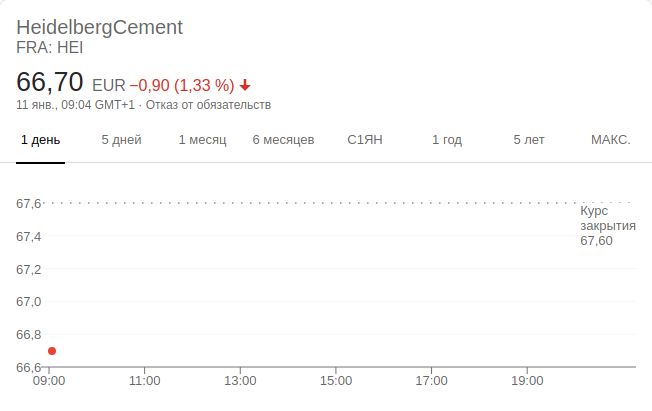 HeidelbergCement
FRA: HEI
66,70 EUR −0,90 (1,33 %)
11 янв., 09:04 GMT+1 · Отказ от обязательств
1 день 5 дней 1 месяц 6 месяцев С1ЯН 1 год 5 лет МАКС.
67,6
Курс
закрытия
67,60
67,4
67,2
67,0
66,8
66,6
09:00 11:00 13:00 15:00 17:00 19:00